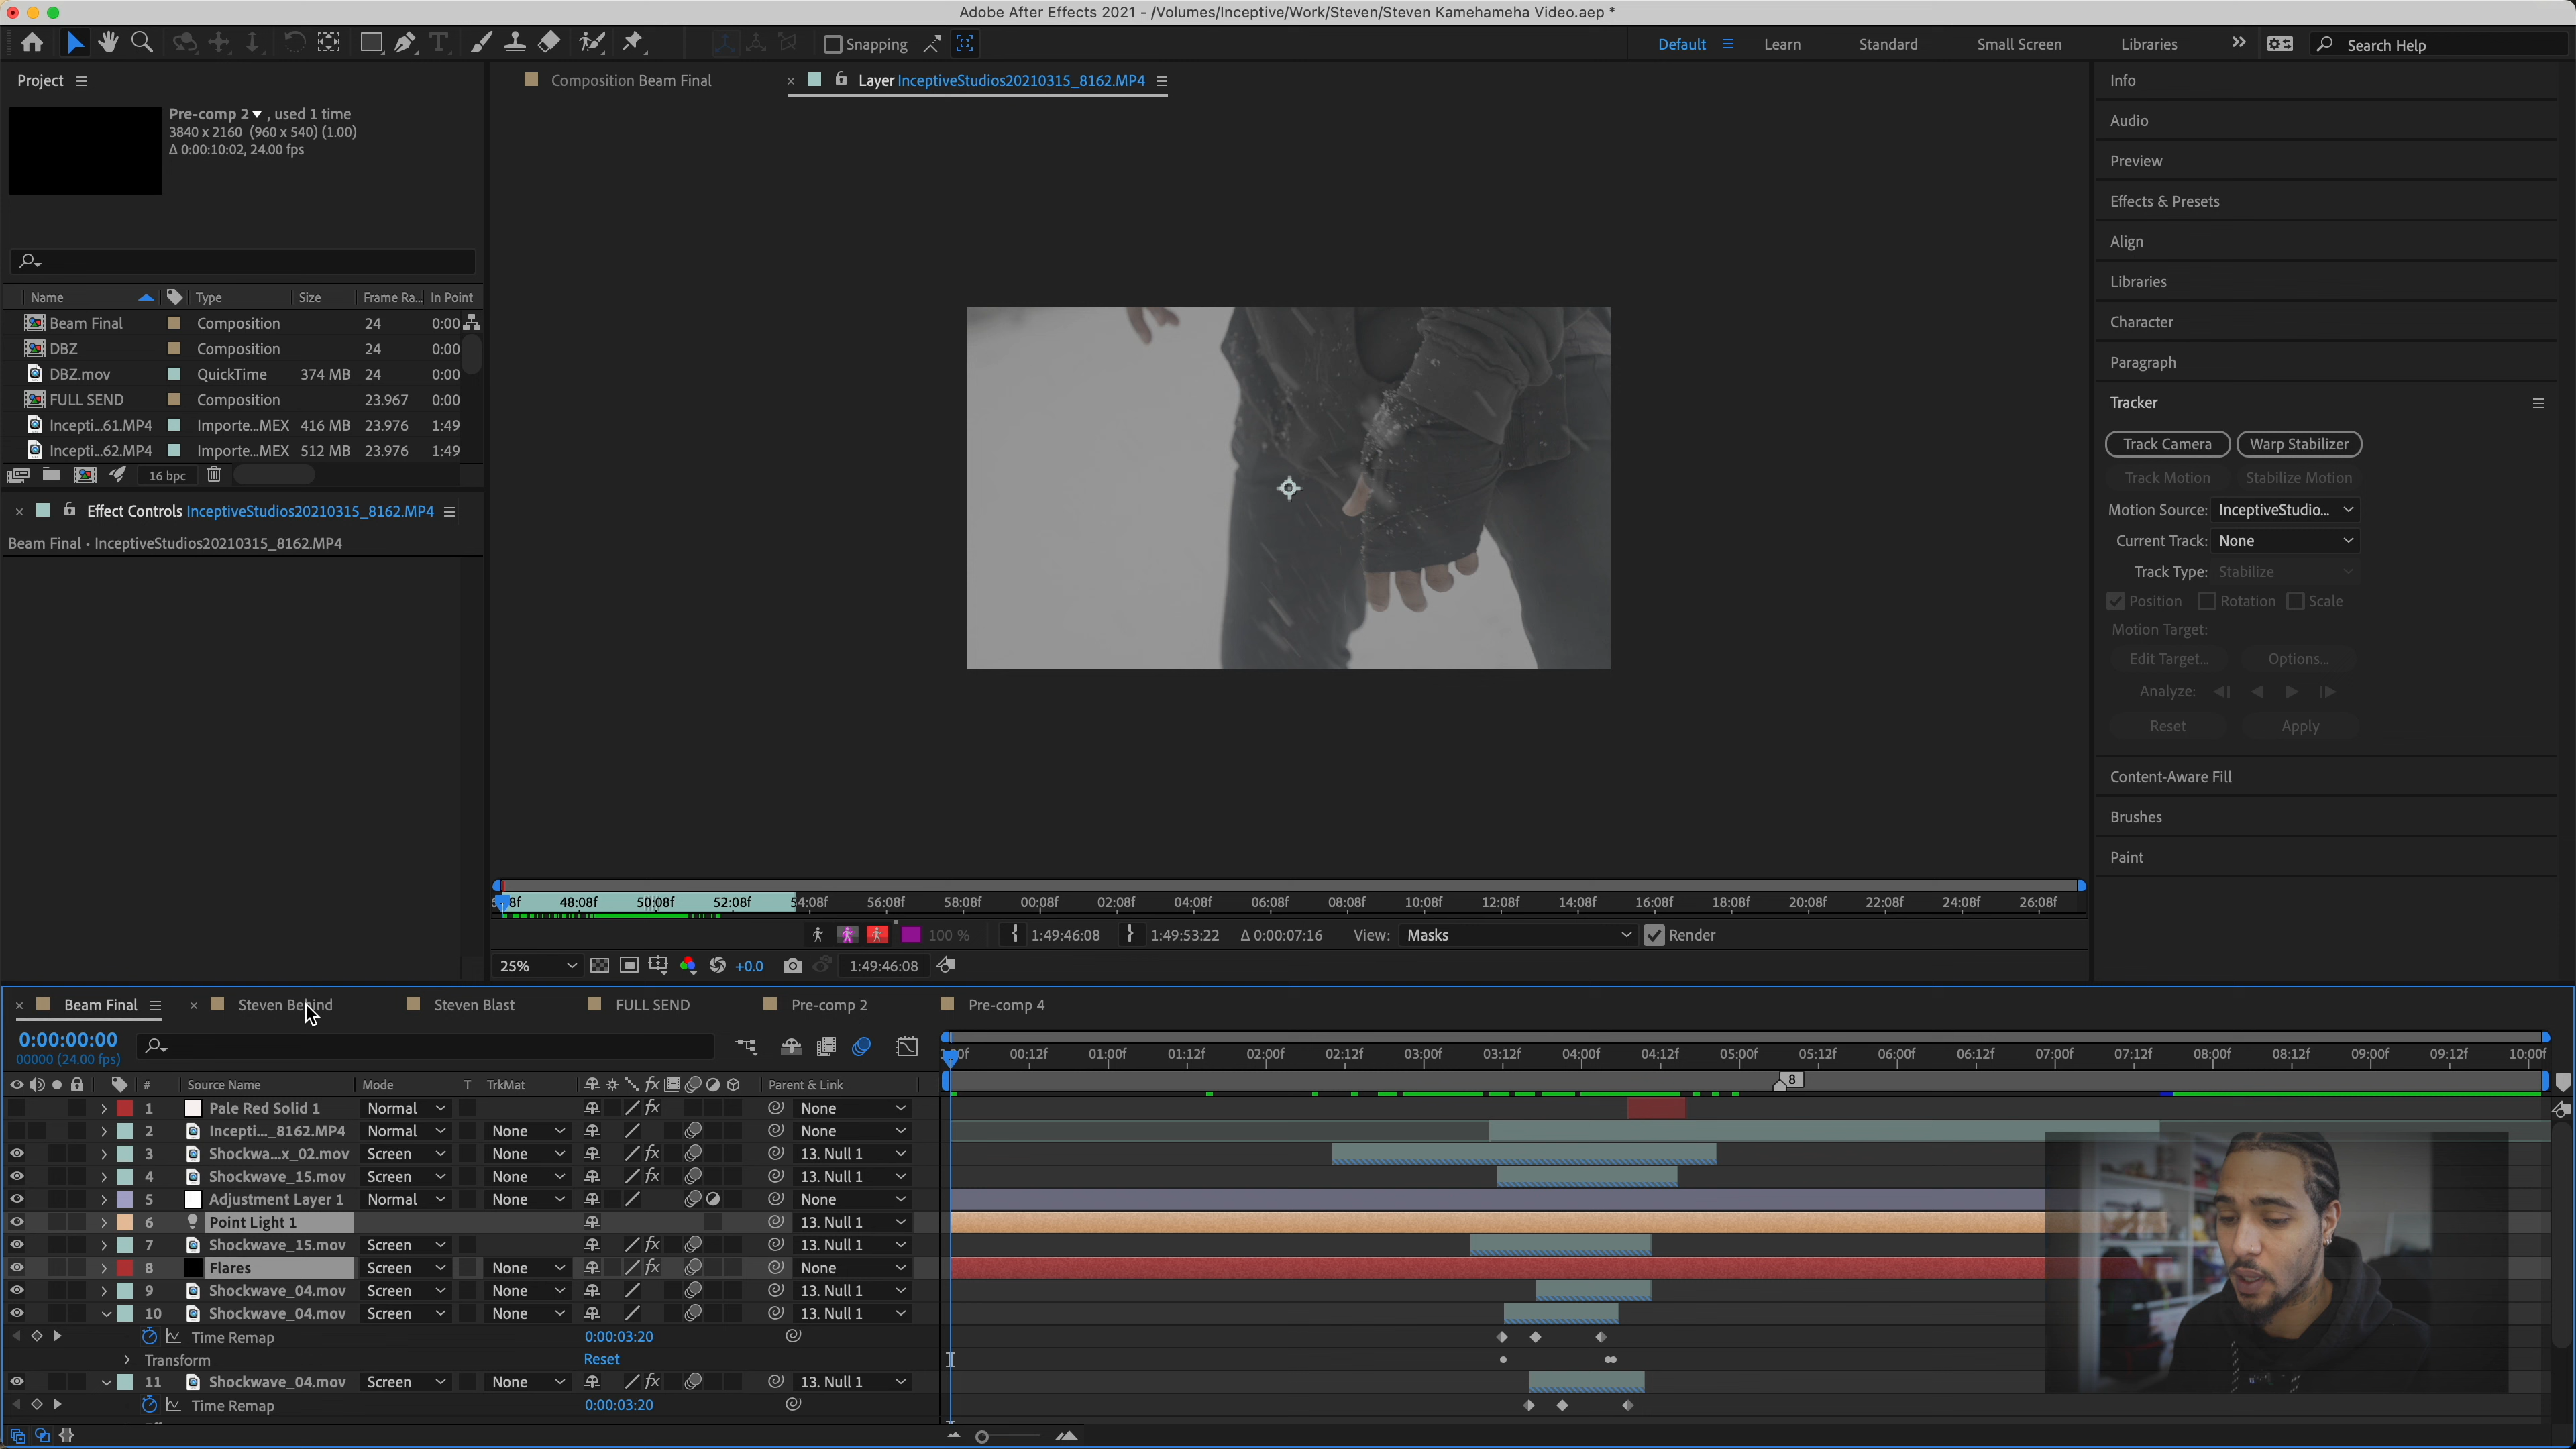 Adobe After Effects 2021 - /Volumes/Inceptive/Work/Steven/Steven Kamehameha Video.aep *
Snapping
Default
Learn
Standard
Small Screen
Libraries
Search Help
Project
Pre-comp 2 , used 1 time
3840 x 2160 (960 x 540) (1.00)
Δ 0:00:10:02, 24.00 fps
Name Type Size Frame Ra... In Point
Beam Final Composition 24 0:00
DBZ Composition 24 0:00
DBZ.mov QuickTime 374 MB 24 0:00
FULL SEND Composition 23.967 0:00
Incepti...61.MP4 Importe...MEX 416 MB 23.976 1:49
Incepti...62.MP4 Importe...MEX 512 MB 23.976 1:49
16 bpc
Effect Controls InceptiveStudios20210315_8162.MP4
Beam Final • InceptiveStudios20210315_8162.MP4
Composition Beam Final
Layer InceptiveStudios20210315_8162.MP4
48:08f 50:08f 52:08f 54:08f 56:08f 58:08f 00:08f 02:08f 04:08f 06:08f 08:08f 10:08f 12:08f 14:08f 16:08f 18:08f 20:08f 22:08f 24:08f 26:08f
100 % 1:49:46:08 1:49:53:22 Δ 0:00:07:16 View: Masks Render
25% +0.0 1:49:46:08
Info
Audio
Preview
Effects & Presets
Align
Libraries
Character
Paragraph
Tracker
Track Camera Warp Stabilizer
Track Motion Stabilize Motion
Motion Source: InceptiveStudio...
Current Track: None
Track Type: Stabilize
Position Rotation Scale
Motion Target:
Edit Target... Options...
Analyze:
Reset Apply
Content-Aware Fill
Brushes
Paint
Beam Final Steven Behind Steven Blast FULL SEND Pre-comp 2 Pre-comp 4
0:00:00:00
00000 (24.00 fps)
00:12f 01:00f 01:12f 02:00f 02:12f 03:00f 03:12f 04:00f 04:12f 05:00f 05:12f 06:00f 06:12f 07:00f 07:12f 08:00f 08:12f 09:00f 09:12f 10:00f
# Source Name Mode T TrkMat fx Parent & Link
8
1 Pale Red Solid 1 Normal fx None
2 Incepti..._8162.MP4 Normal None None
3 Shockwa...x_02.mov Screen None fx 13. Null 1
4 Shockwave_15.mov Screen None fx 13. Null 1
5 Adjustment Layer 1 Normal None None
6 Point Light 1 13. Null 1
7 Shockwave_15.mov Screen fx 13. Null 1
8 Flares Screen None fx None
9 Shockwave_04.mov Screen None 13. Null 1
10 Shockwave_04.mov Screen None 13. Null 1
Time Remap 0:00:03:20
Transform Reset
11 Shockwave_04.mov Screen None fx 13. Null 1
Time Remap 0:00:03:20